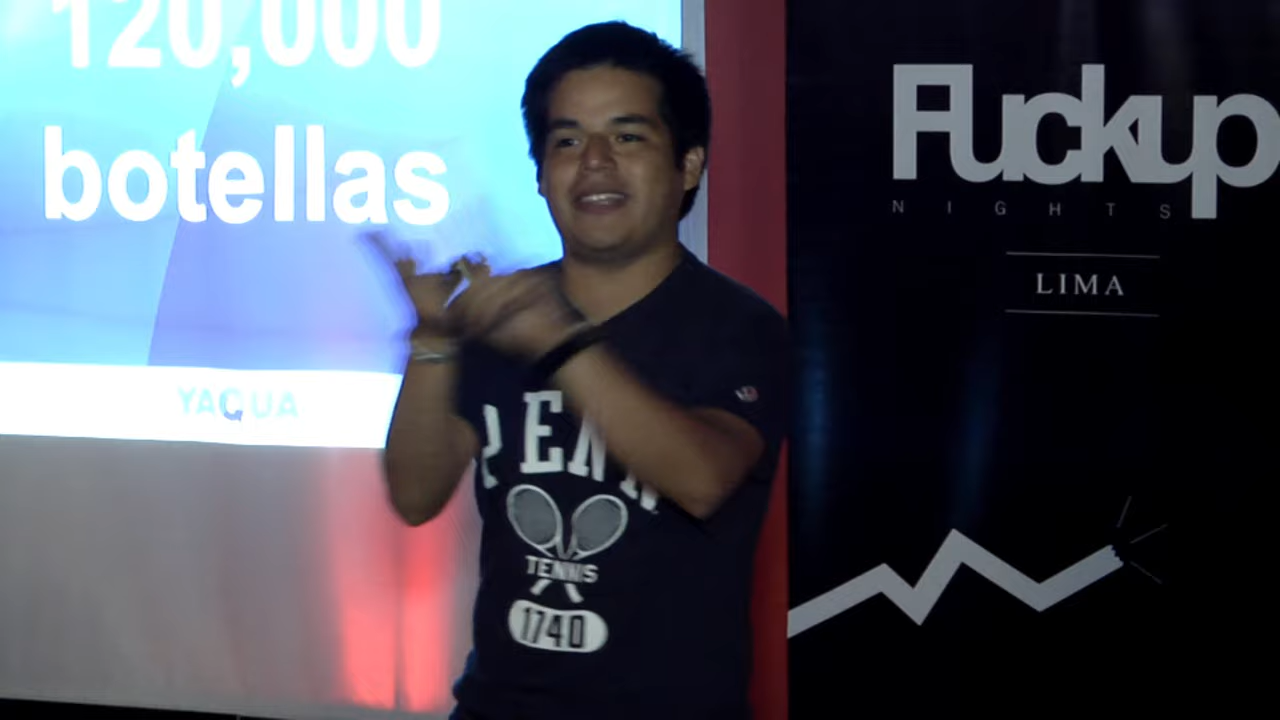 120,000
botellas
YAQUA
Fuckup
NIGHTS
LIMA
PENN
TENNIS
1740